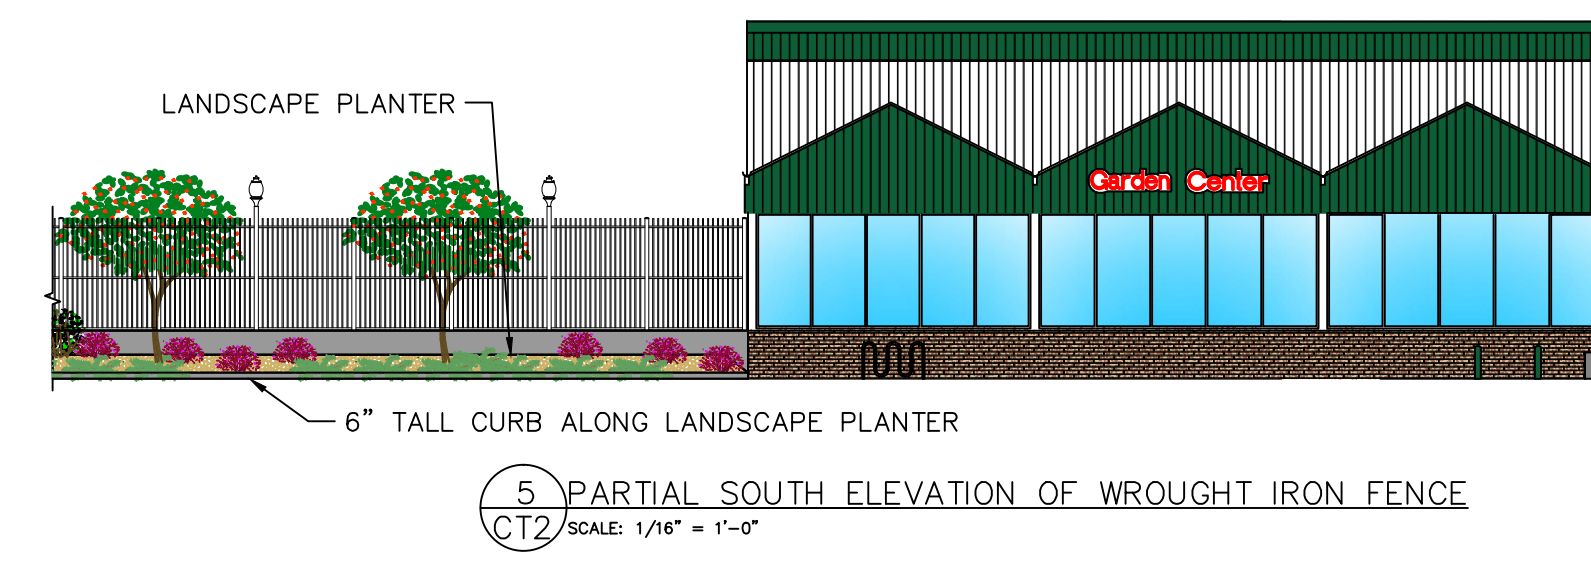 LANDSCAPE PLANTER
Garden Center
6” TALL CURB ALONG LANDSCAPE PLANTER
5
CT2
PARTIAL SOUTH ELEVATION OF WROUGHT IRON FENCE
SCALE: 1/16” = 1’-0”